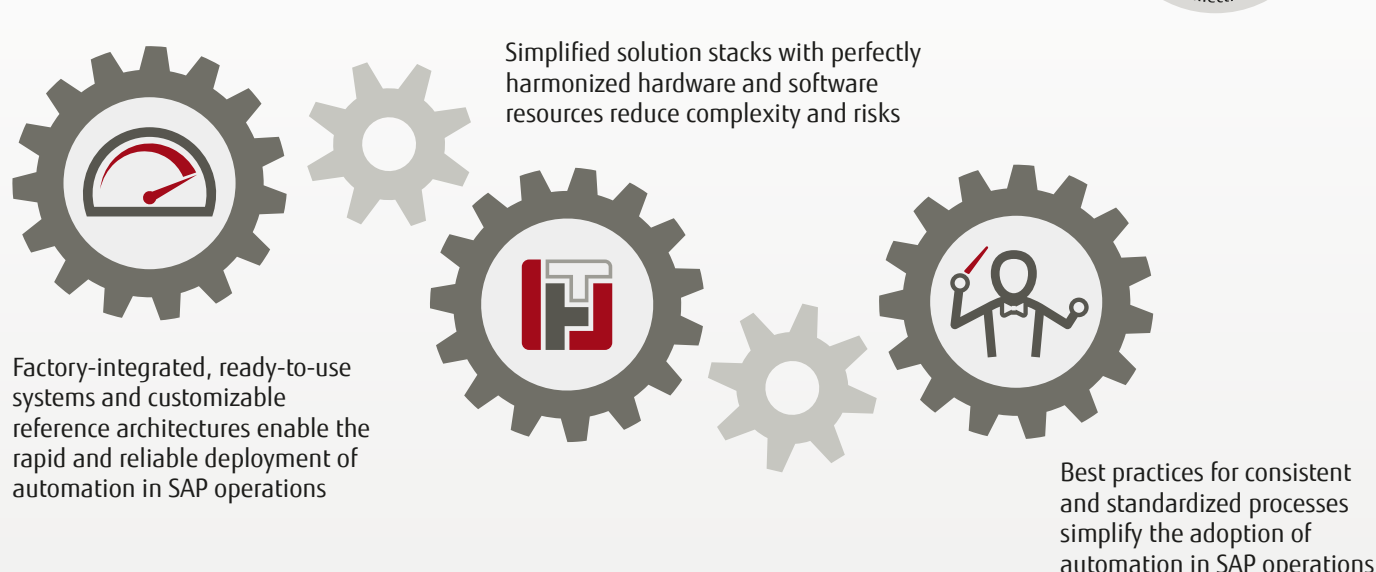 Simplified solution stacks with perfectly
harmonized hardware and software
resources reduce complexity and risks
Factory-integrated, ready-to-use
systems and customizable
reference architectures enable the
rapid and reliable deployment of
automation in SAP operations
Best practices for consistent
and standardized processes
simplify the adoption of
automation in SAP operations